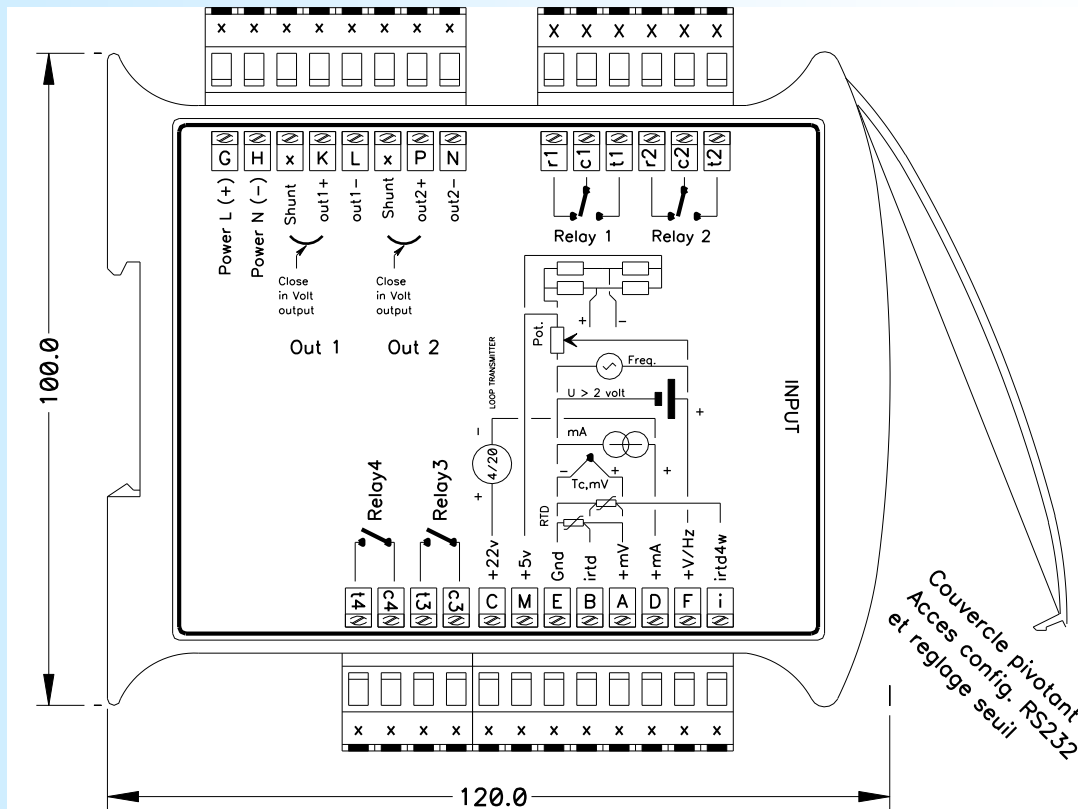 x x x x x x x x
x x x x x x
G H x K L x P N
r1 c1 t1 r2 c2 t2
Power L (+)
Power N (-)
Shunt
out1+
out1-
Shunt
out2+
out2-
Relay 1
Relay 2
Close
in Volt
output
Close
in Volt
output
Out 1
Out 2
+ -
Pot.
Freq.
LOOP TRANSMITTER
U > 2 volt
+
INPUT
100.0
mA
-
4/20
+
- +
+
Tc,mV
RTD
Relay4
Relay3
+22v
+5v
Gnd
irtd
+mV
+mA
+V/Hz
irtd4w
t4 c4 t3 c3 C M E B A D F i
x x x x x x x x x x x x
Couvercle pivotant
Acces config. RS232
et reglage seuil
120.0